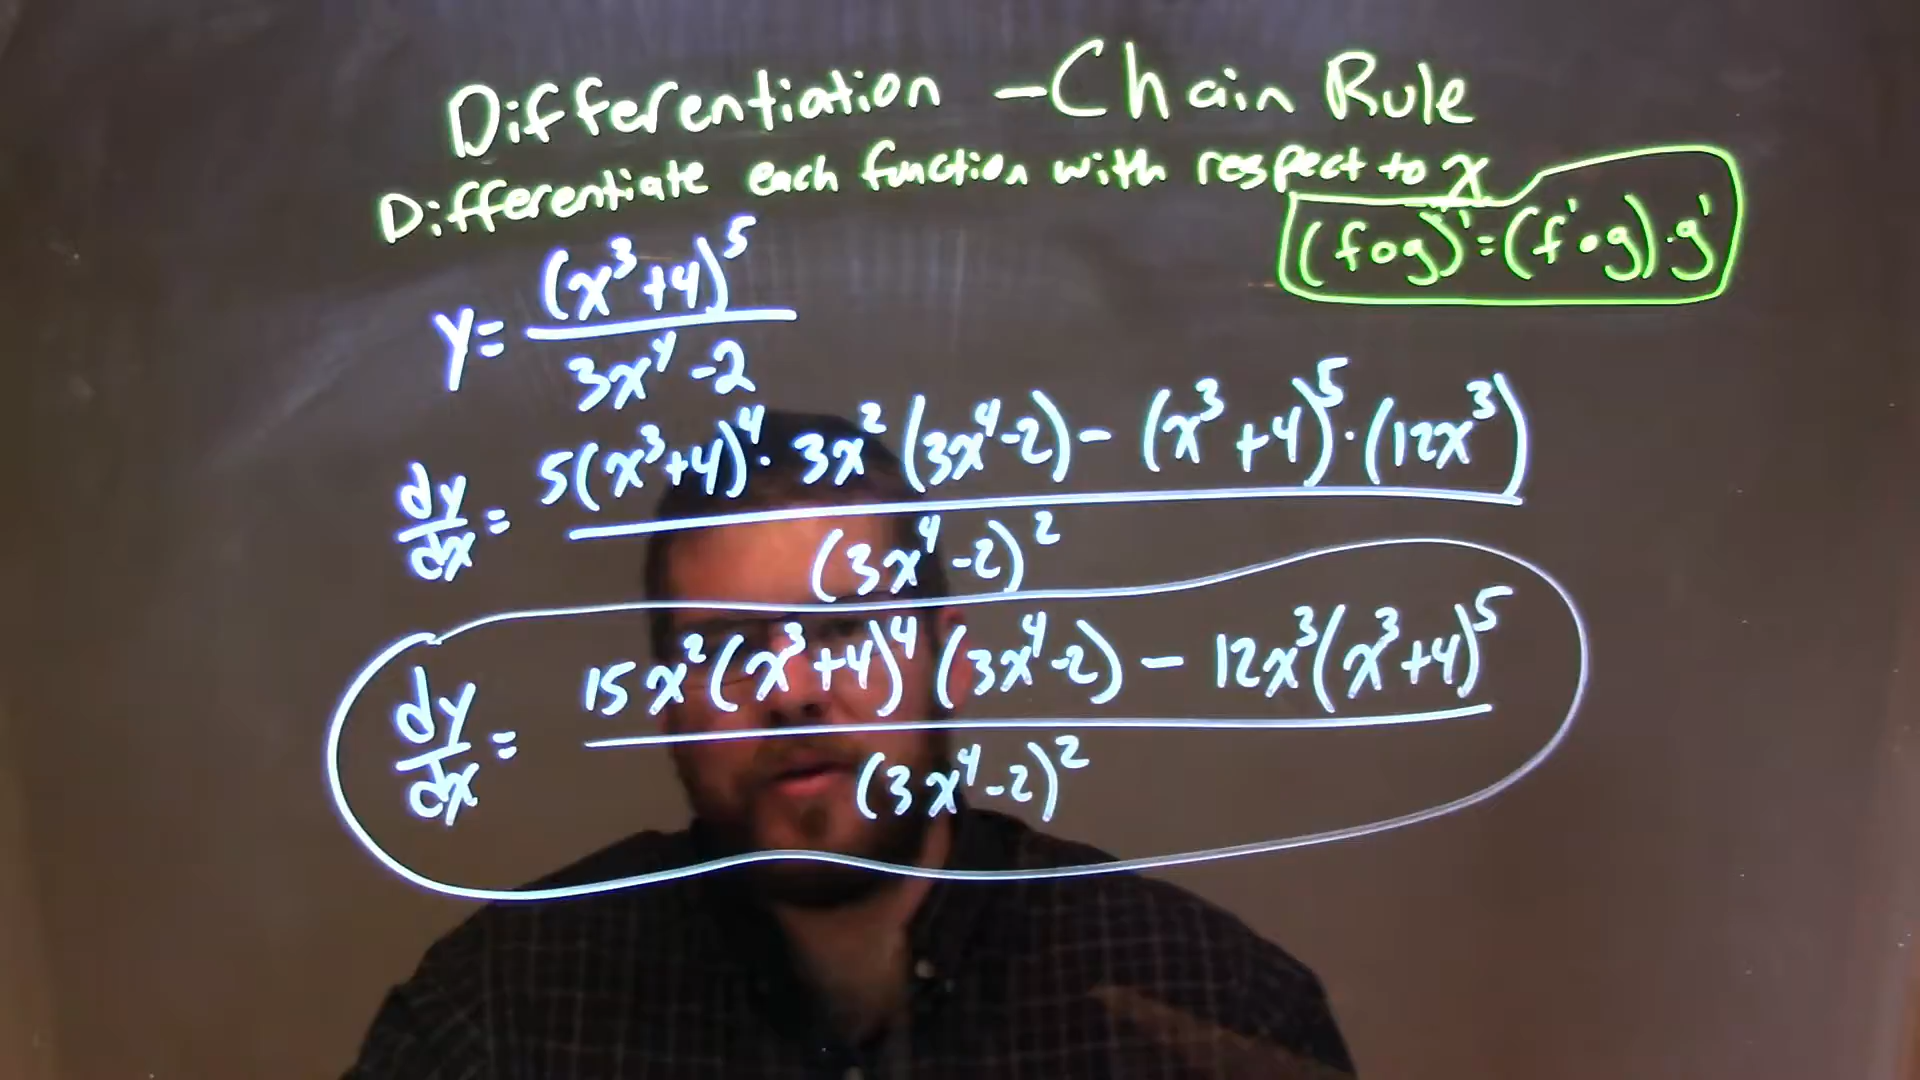 Differentiation - Chain Rule
Differentiate each function with respect to x
(f∘g)' = (f'∘g)·g'
y = (x³+4)⁵ / 3x⁴-2
dy/dx = 5(x³+4)⁴ · 3x² (3x⁴-2) - (x³+4)⁵ · (12x³) / (3x⁴-2)²
dy/dx = 15x²(x³+4)⁴ (3x⁴-2) - 12x³(x³+4)⁵ / (3x⁴-2)²